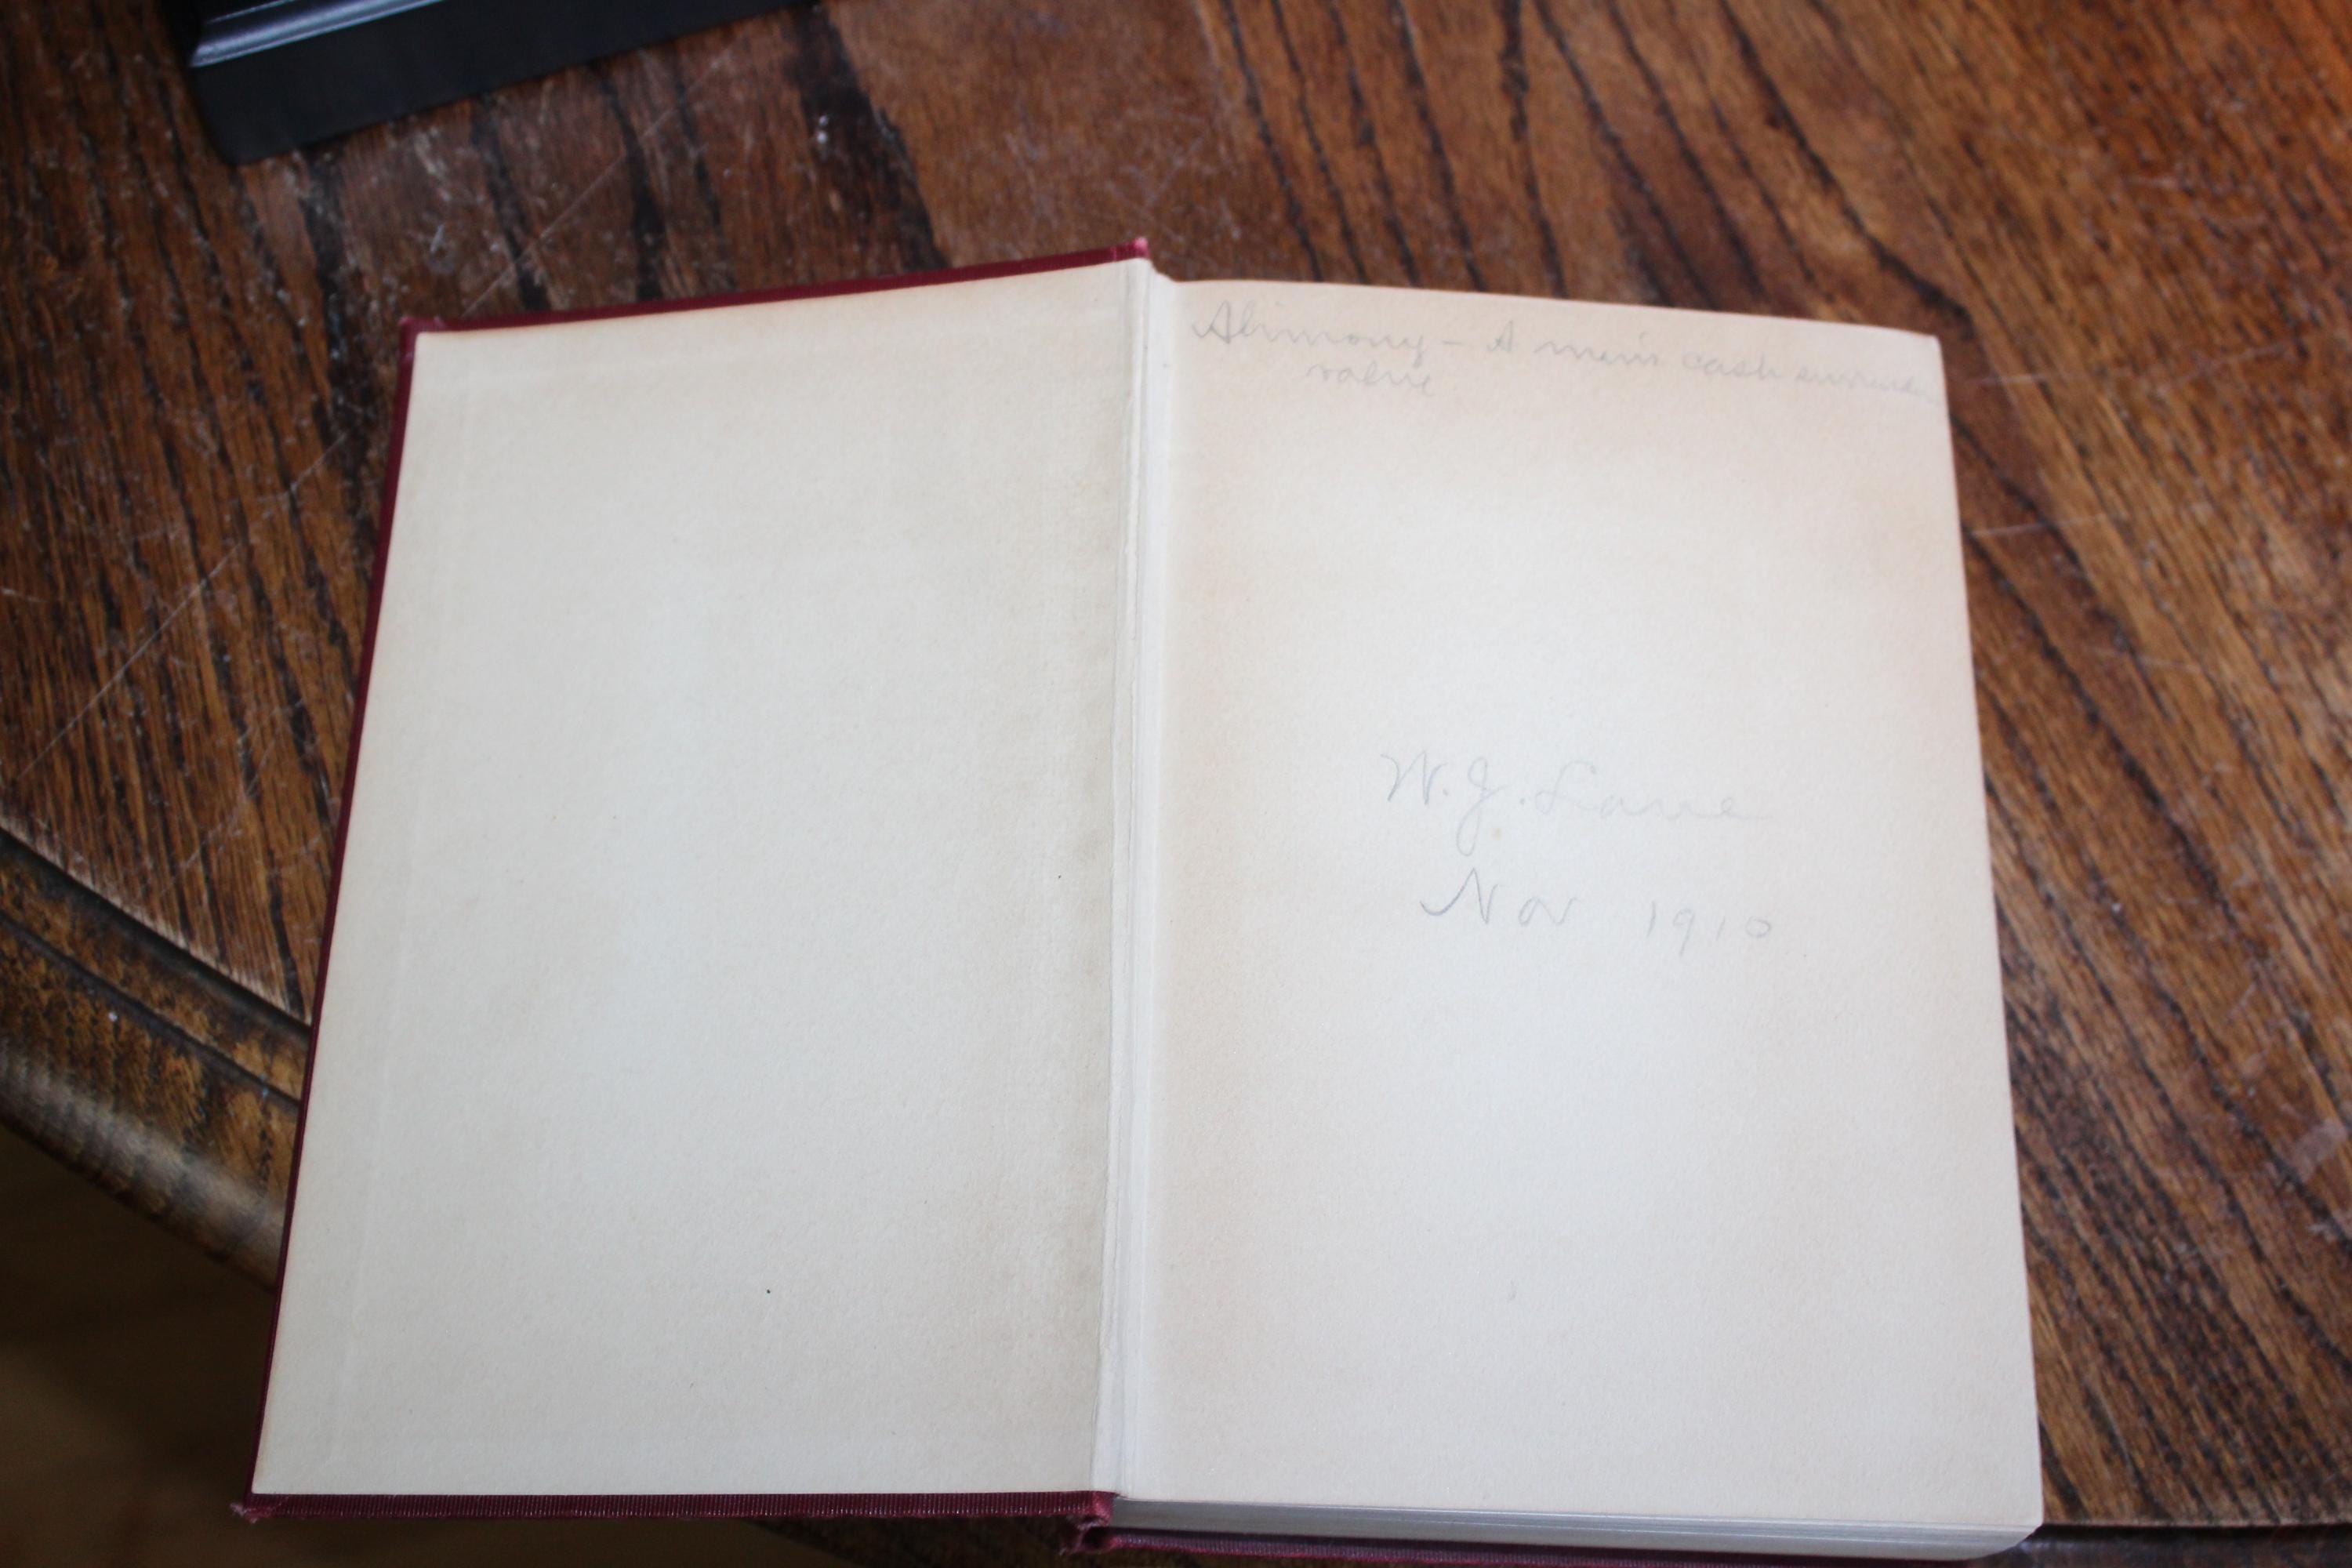 Alimony - A man's cash surrender
value
W. J. Lane
Nov 1910